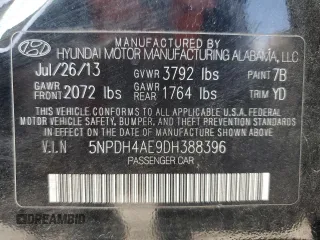 MANUFACTURED BY
HYUNDAI MOTOR MANUFACTURING ALABAMA, LLC
Jul/26/13 GVWR 3792 lbs PAINT 7B
GAWR FRONT 2072 lbs GAWR REAR 1764 lbs TRIM YD
THIS VEHICLE CONFORMS TO ALL APPLICABLE U.S.A. FEDERAL
MOTOR VEHICLE SAFETY, BUMPER, AND THEFT PREVENTION
STANDARDS IN EFFECT ON THE DATE OF MANUFACTURE SHOWN ABOVE.
V.I.N 5NPDH4AE9DH388396
PASSENGER CAR
DREAMBID